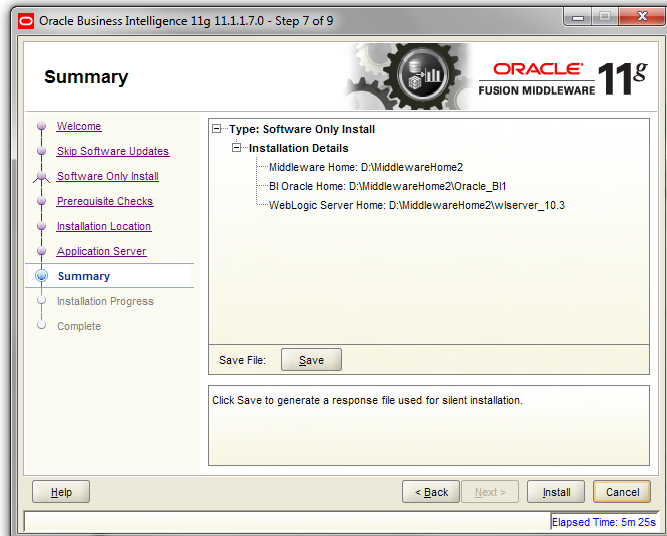 Oracle Business Intelligence 11g 11.1.1.7.0 - Step 7 of 9
Summary
ORACLE
FUSION MIDDLEWARE
11g
Welcome
Skip Software Updates
Software Only Install
Prerequisite Checks
Installation Location
Application Server
Summary
Installation Progress
Complete
Type: Software Only Install
Installation Details
Middleware Home: D:\MiddlewareHome2
BI Oracle Home: D:\MiddlewareHome2\Oracle_BI1
WebLogic Server Home: D:\MiddlewareHome2\wlserver_10.3
Save File: Save
Click Save to generate a response file used for silent installation.
Help < Back Next > Install Cancel
Elapsed Time: 5m 25s